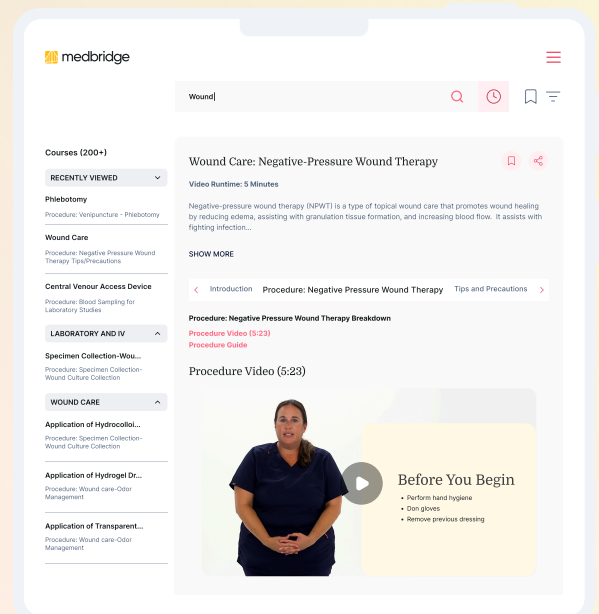 medbridge
Wound
Courses (200+)
RECENTLY VIEWED
Phlebotomy
Procedure: Venipuncture - Phlebotomy
Wound Care
Procedure: Negative Pressure Wound
Therapy Tips/Precautions
Central Venour Access Device
Procedure: Blood Sampling for
Laboratory Studies
LABORATORY AND IV
Specimen Collection-Wou...
Procedure: Specimen Collection-
Wound Culture Collection
WOUND CARE
Application of Hydrocolloi...
Procedure: Specimen Collection-
Wound Culture Collection
Application of Hydrogel Dr...
Procedure: Wound care-Odor
Management
Application of Transparent...
Procedure: Wound care-Odor
Management
Wound Care: Negative-Pressure Wound Therapy
Video Runtime: 5 Minutes
Negative-pressure wound therapy (NPWT) is a type of topical wound care that promotes wound healing
by reducing edema, assisting with granulation tissue formation, and increasing blood flow. It assists with
fighting infection...
SHOW MORE
Introduction Procedure: Negative Pressure Wound Therapy Tips and Precautions
Procedure: Negative Pressure Wound Therapy Breakdown
Procedure Video (5:23)
Procedure Guide
Procedure Video (5:23)
Before You Begin
• Perform hand hygiene
• Don gloves
• Remove previous dressing